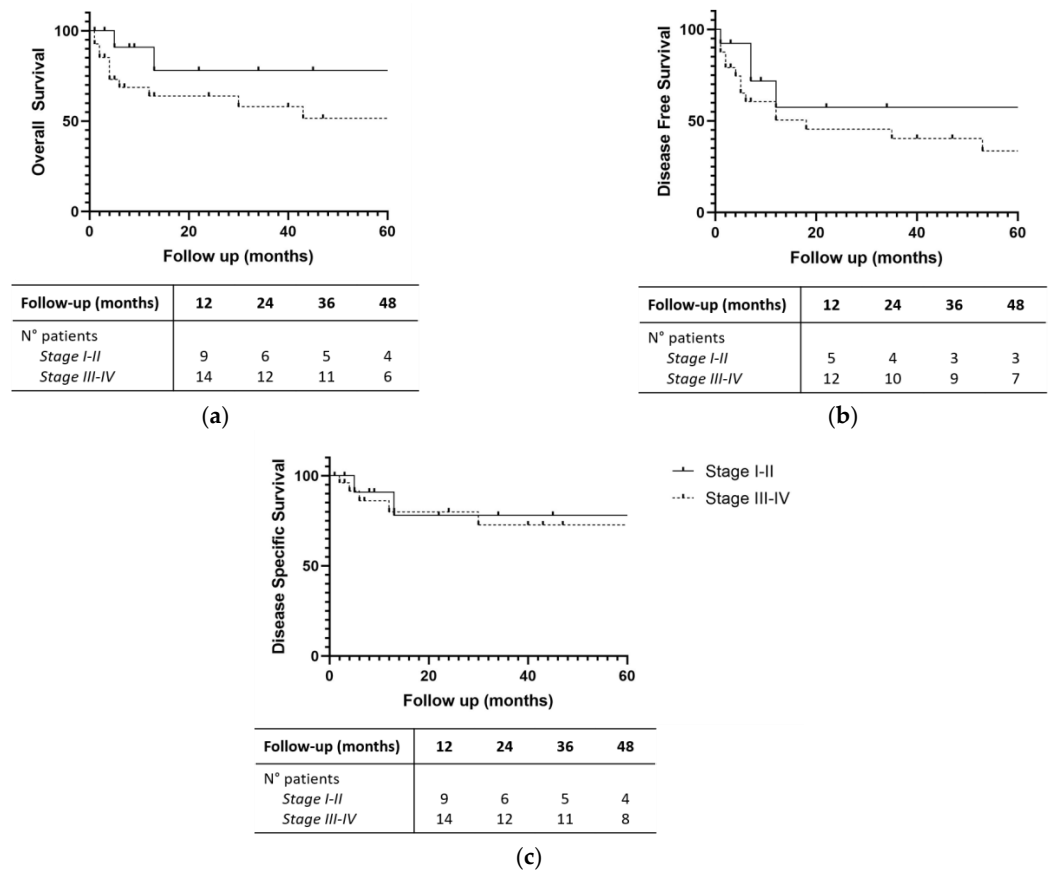 Overall Survival
100
50
0
0 20 40 60
Follow up (months)
Follow-up (months) 12 24 36 48
N° patients
Stage I-II 9 6 5 4
Stage III-IV 14 12 11 6
(a)
Disease Free Survival
100
50
0
0 20 40 60
Follow up (months)
Follow-up (months) 12 24 36 48
N° patients
Stage I-II 5 4 3 3
Stage III-IV 12 10 9 7
(b)
Disease Specific Survival
100
50
0
0 20 40 60
Follow up (months)
Stage I-II
Stage III-IV
Follow-up (months) 12 24 36 48
N° patients
Stage I-II 9 6 5 4
Stage III-IV 14 12 11 8
(c)